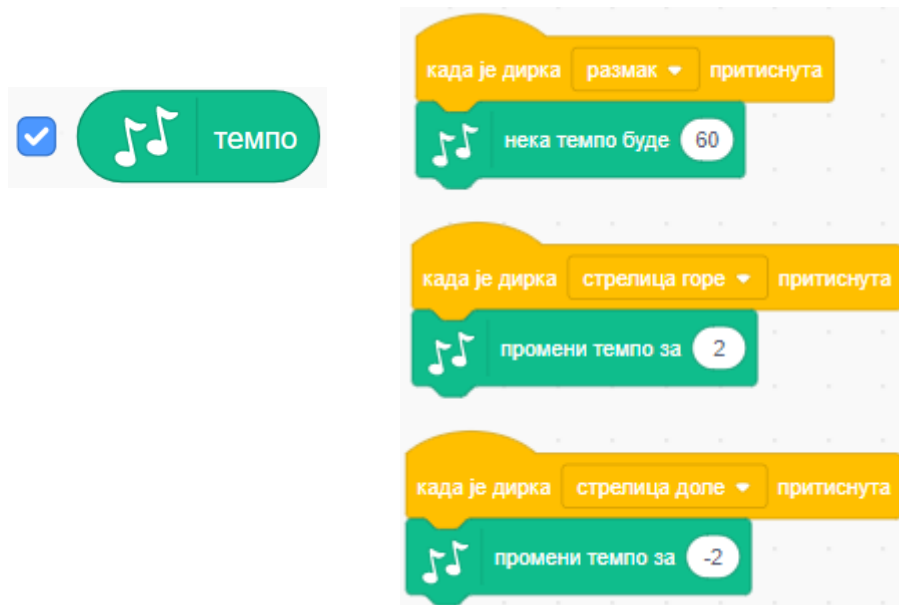 темпо
када је дирка размак притиснута
нека темпо буде 60
када је дирка стрелица горе притиснута
промени темпо за 2
када је дирка стрелица доле притиснута
промени темпо за -2